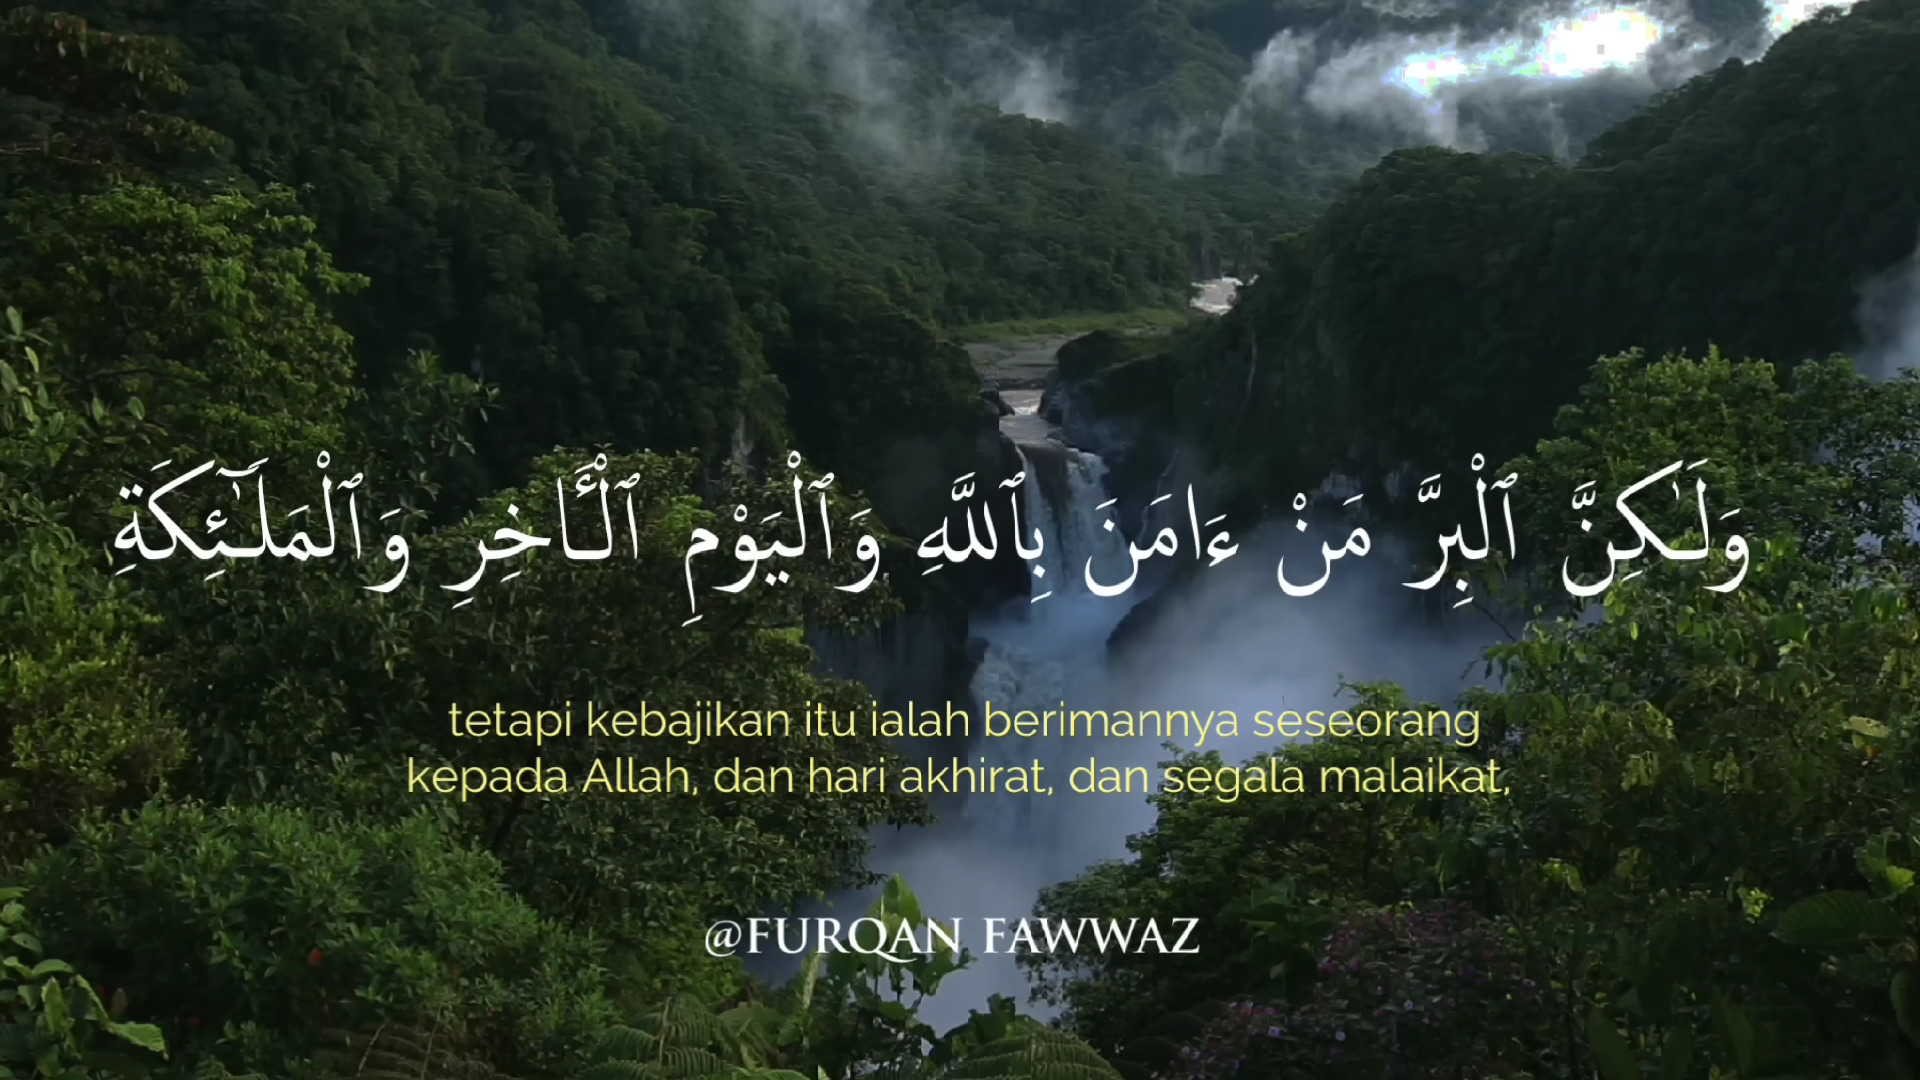 وَلَـٰكِنَّ ٱلْبِرَّ مَنْ ءَامَنَ بِٱللَّهِ وَٱلْيَوْمِ ٱلْـَٔاخِرِ وَٱلْمَلَـٰٓئِكَةِ
tetapi kebajikan itu ialah berimannya seseorang
kepada Allah, dan hari akhirat, dan segala malaikat,
@FURQAN FAWWAZ